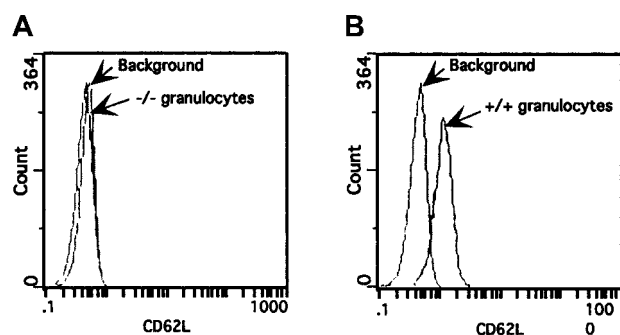 A
364
Background
-/- granulocytes
Count
0
.1
1000
CD62L
B
364
Background
+/+ granulocytes
Count
0
.1
100
0
CD62L